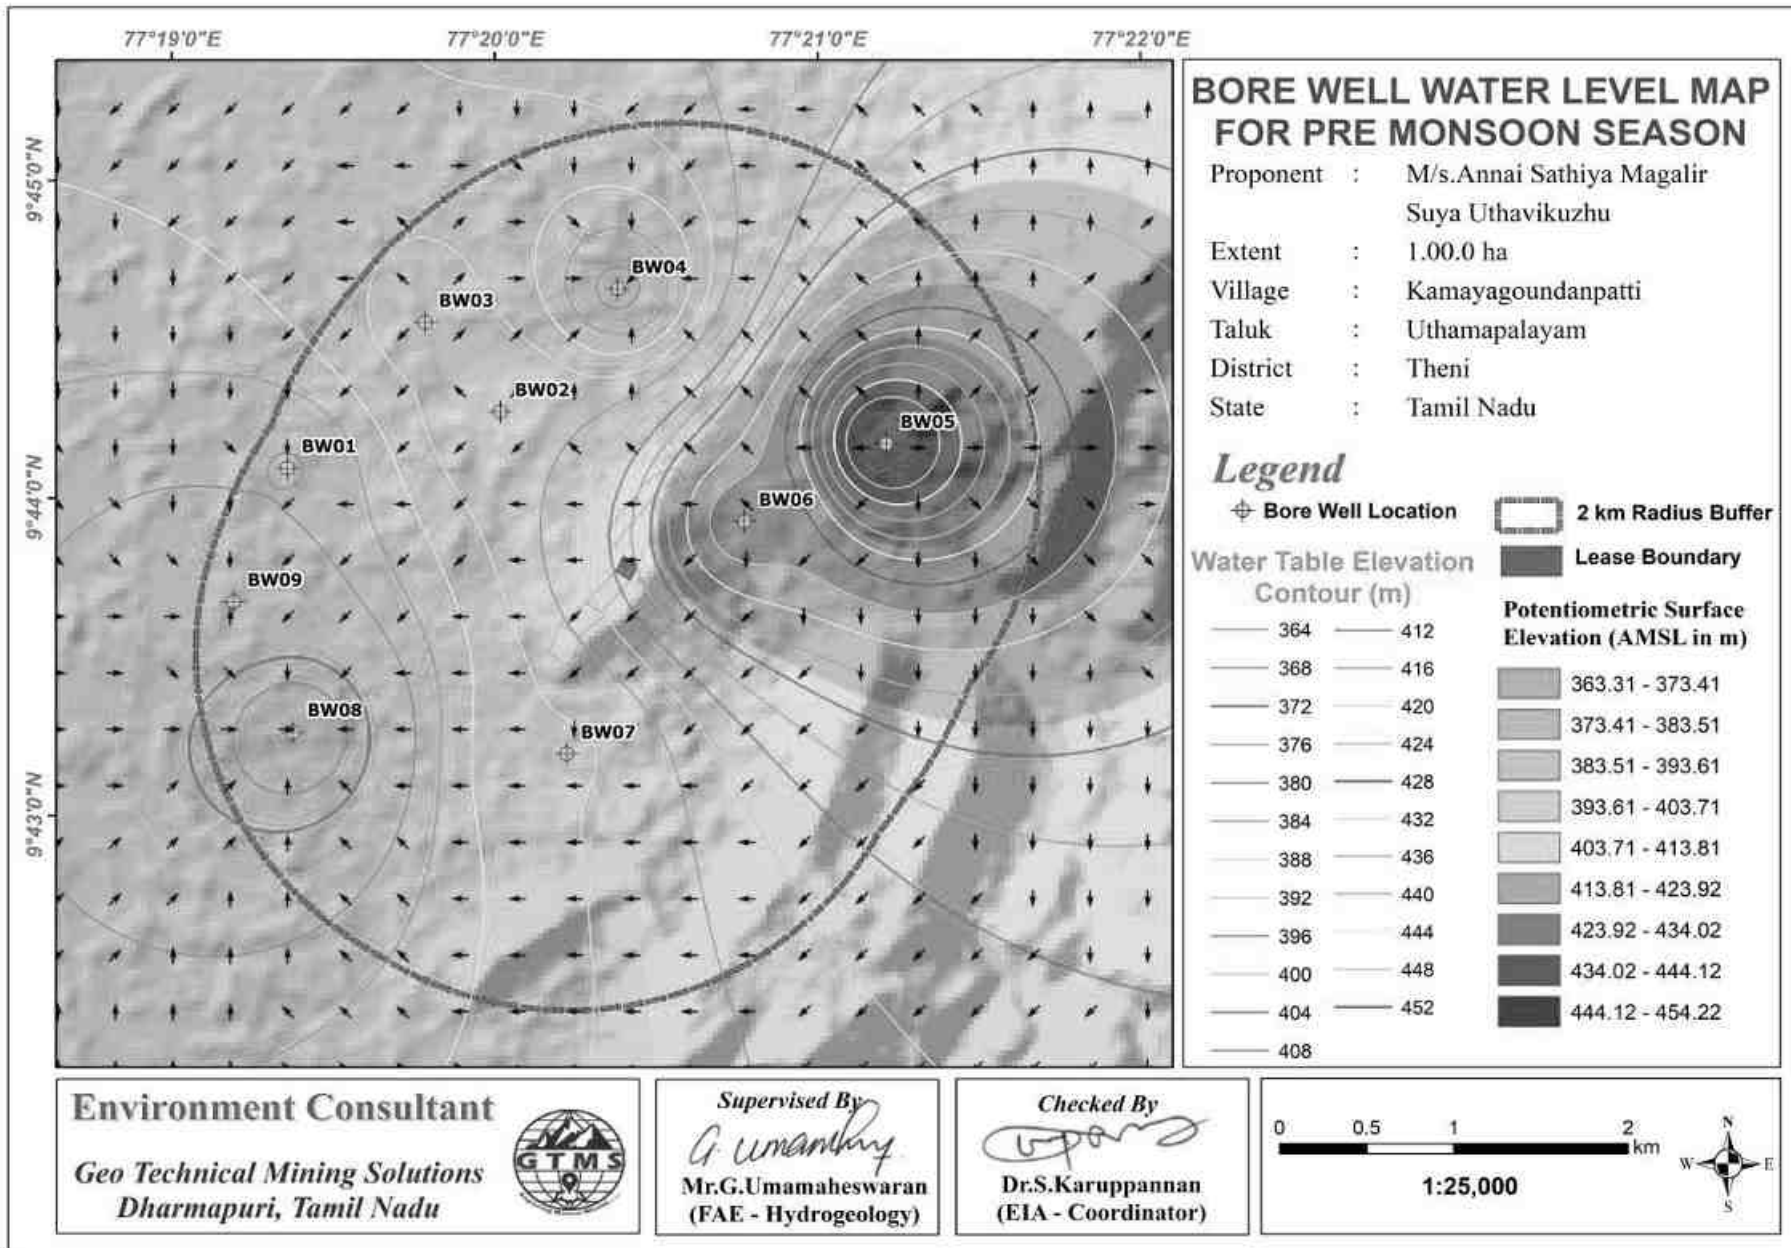 77°19'0"E 77°20'0"E 77°21'0"E 77°22'0"E
9°45'0"N
9°44'0"N
9°43'0"N
BW04
BW03
BW02
BW05
BW01
BW06
BW09
BW08
BW07
BORE WELL WATER LEVEL MAP
FOR PRE MONSOON SEASON
Proponent : M/s.Annai Sathiya Magalir
Suya Uthavikuzhu
Extent : 1.00.0 ha
Village : Kamayagoundanpatti
Taluk : Uthamapalayam
District : Theni
State : Tamil Nadu
Legend
Bore Well Location
2 km Radius Buffer
Lease Boundary
Water Table Elevation
Contour (m)
364 412
368 416
372 420
376 424
380 428
384 432
388 436
392 440
396 444
400 448
404 452
408
Potentiometric Surface
Elevation (AMSL in m)
363.31 - 373.41
373.41 - 383.51
383.51 - 393.61
393.61 - 403.71
403.71 - 413.81
413.81 - 423.92
423.92 - 434.02
434.02 - 444.12
444.12 - 454.22
Environment Consultant
Geo Technical Mining Solutions
Dharmapuri, Tamil Nadu
GTMS
Supervised By
Mr.G.Umamaheswaran
(FAE - Hydrogeology)
Checked By
Dr.S.Karuppannan
(EIA - Coordinator)
0 0.5 1 2
km
1:25,000
N
W E
S